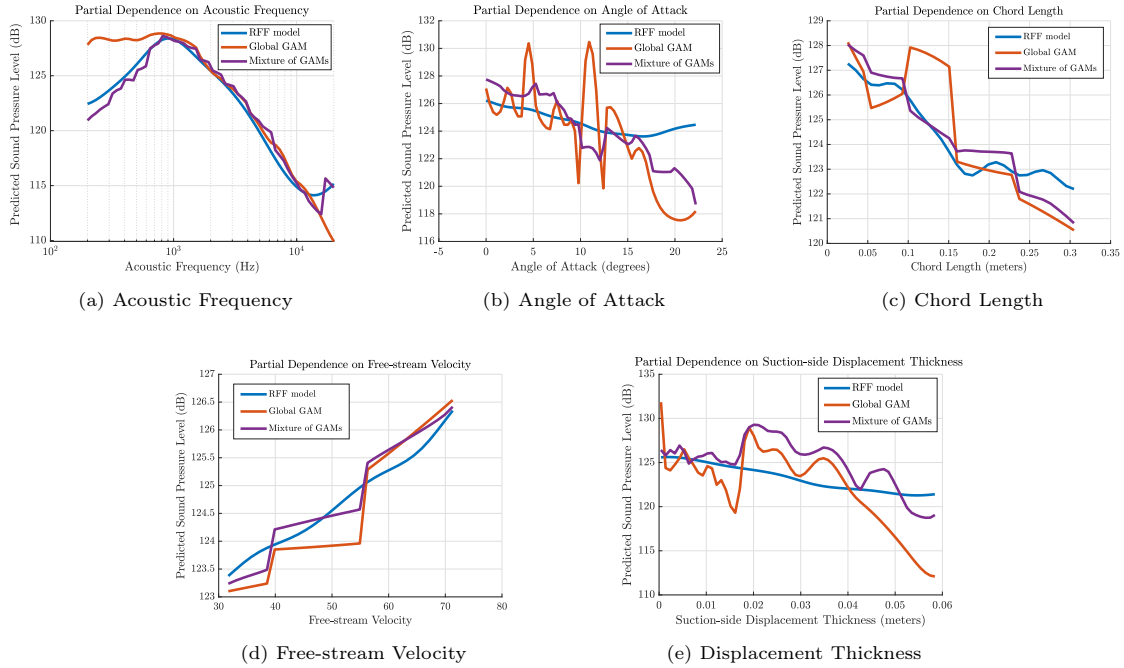 Partial Dependence on Acoustic Frequency
Predicted Sound Pressure Level (dB)
130
125
120
115
110
10²
10³
10⁴
Acoustic Frequency (Hz)
RFF model
Global GAM
Mixture of GAMs
(a) Acoustic Frequency
Partial Dependence on Angle of Attack
Predicted Sound Pressure Level (dB)
132
130
128
126
124
122
120
118
116
-5
0
5
10
15
20
25
Angle of Attack (degrees)
RFF model
Global GAM
Mixture of GAMs
(b) Angle of Attack
Partial Dependence on Chord Length
Predicted Sound Pressure Level (dB)
129
128
127
126
125
124
123
122
121
120
0
0.05
0.1
0.15
0.2
0.25
0.3
0.35
Chord Length (meters)
RFF model
Global GAM
Mixture of GAMs
(c) Chord Length
Partial Dependence on Free-stream Velocity
Predicted Sound Pressure Level (dB)
127
126.5
126
125.5
125
124.5
124
123.5
123
30
40
50
60
70
80
Free-stream Velocity
RFF model
Global GAM
Mixture of GAMs
(d) Free-stream Velocity
Partial Dependence on Suction-side Displacement Thickness
Predicted Sound Pressure Level (dB)
135
130
125
120
115
110
0
0.01
0.02
0.03
0.04
0.05
0.06
Suction-side Displacement Thickness (meters)
RFF model
Global GAM
Mixture of GAMs
(e) Displacement Thickness